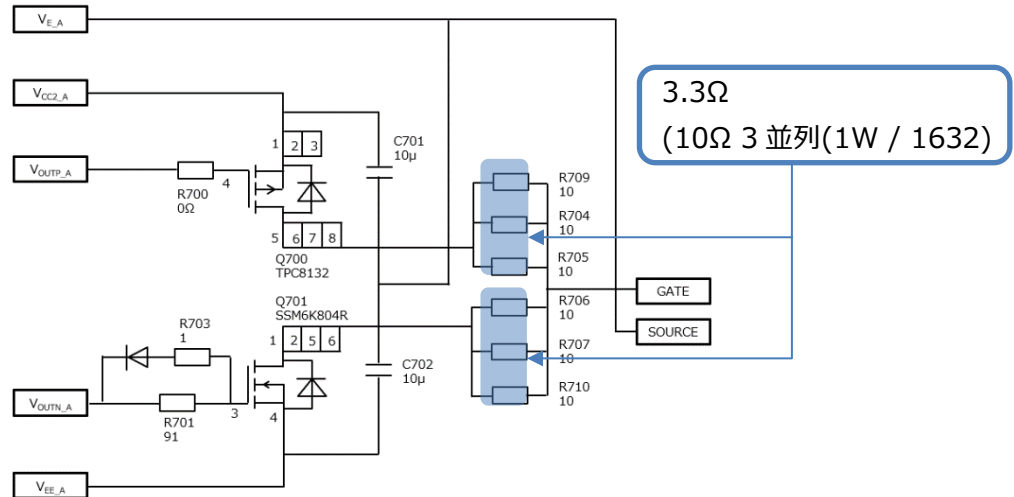 VE_A
VCC2_A
VOUTP_A
R700
0Ω
4
1
2
3
5
6
7
8
Q700
TPC8132
C701
10μ
R709
10
R704
10
R705
10
3.3Ω
(10Ω 3 並列(1W / 1632)
GATE
SOURCE
Q701
SSM6K804R
1
2
5
6
R703
1
VOUTN_A
R701
91
3
4
C702
10μ
R706
10
R707
10
R710
10
VEE_A